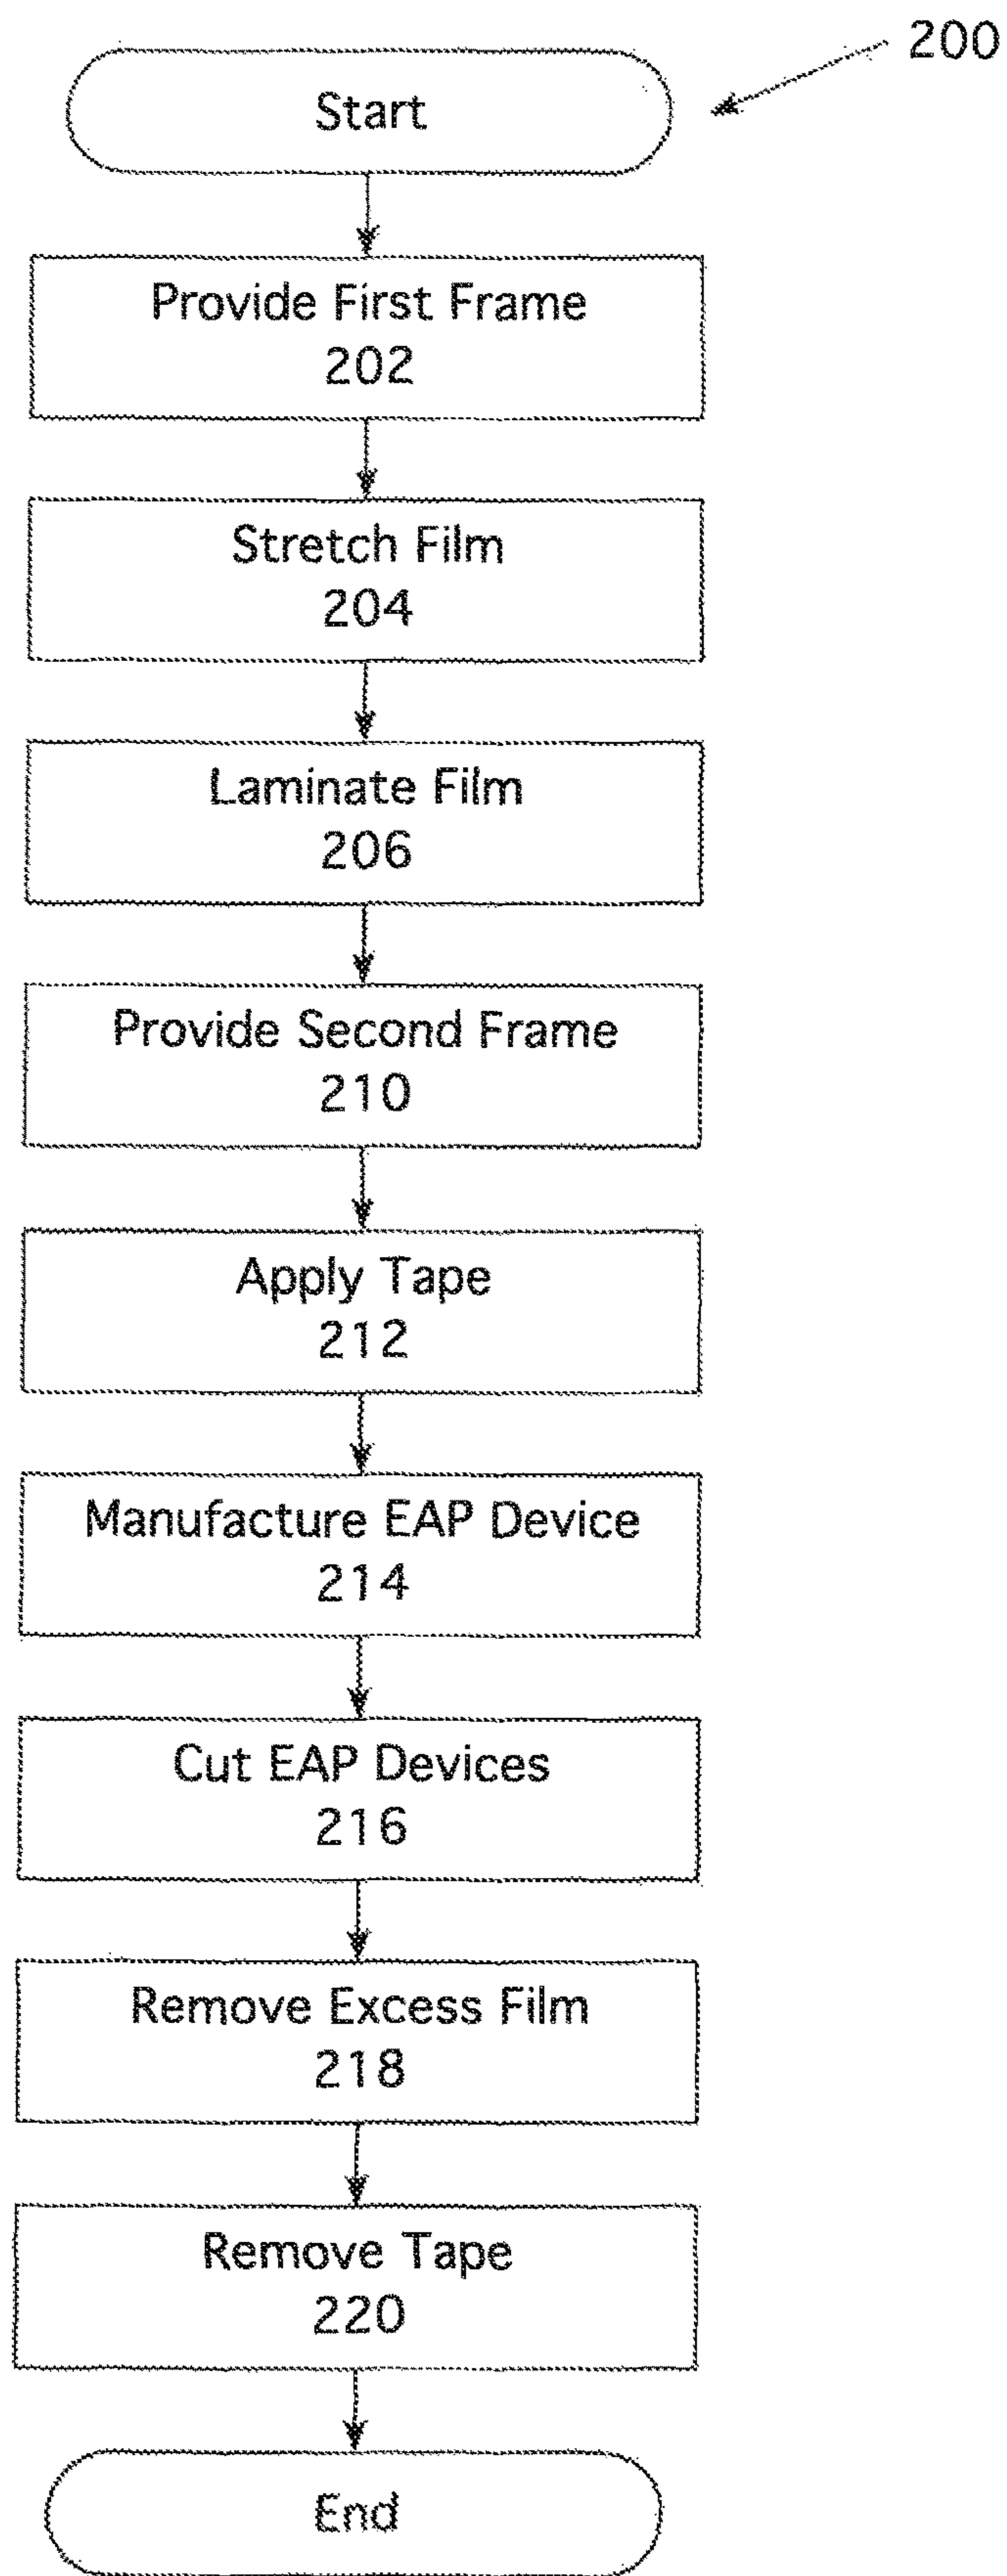 200
Start
Provide First Frame
202
Stretch Film
204
Laminate Film
206
Provide Second Frame
210
Apply Tape
212
Manufacture EAP Device
214
Cut EAP Devices
216
Remove Excess Film
218
Remove Tape
220
End